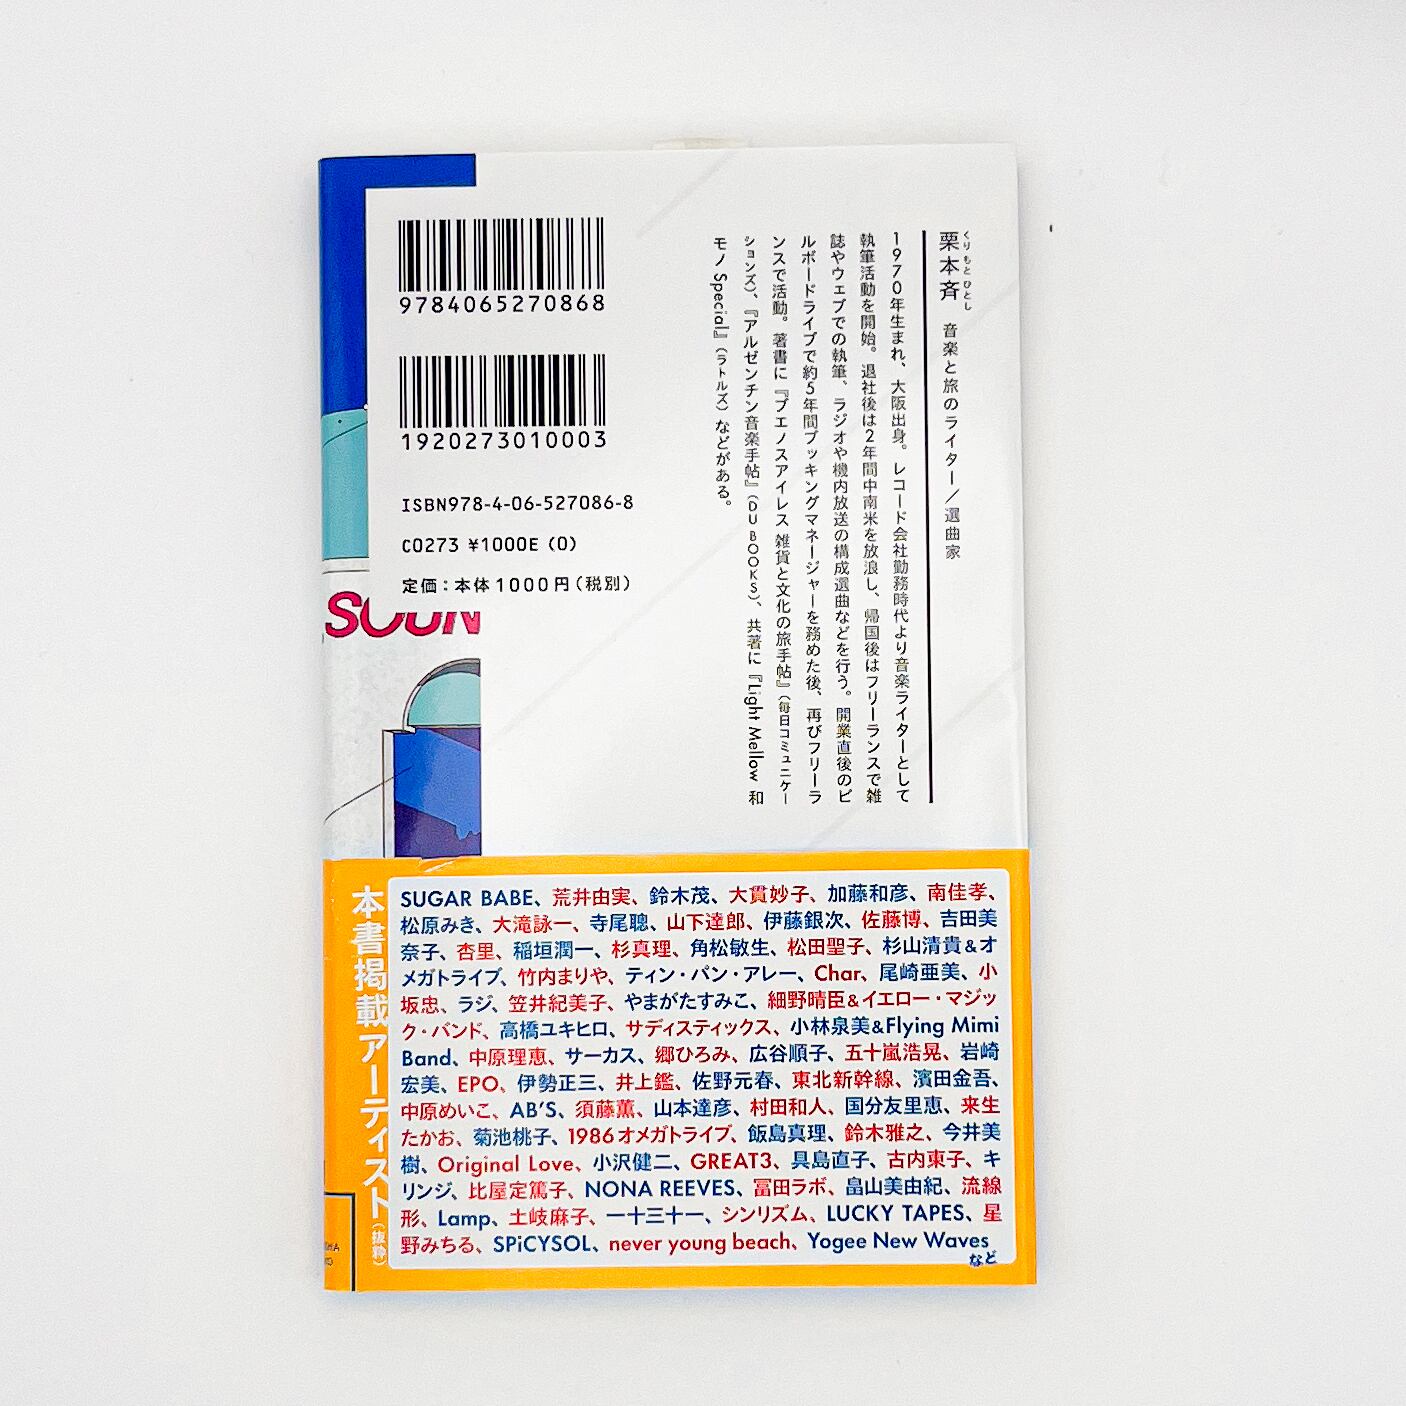 9784065270868
1920273010003
ISBN978-4-06-527086-8
C0273 ¥1000E (0)
定価：本体1000円（税別）
栗本斉 音楽と旅のライター／選曲家
くりもとひとし
1970年生まれ、大阪出身。レコード会社勤務時代より音楽ライターとして
執筆活動を開始。退社後は2年間中南米を放浪し、帰国後はフリーランスで雑
誌やウェブでの執筆、ラジオや機内放送の構成選曲などを行う。開業直後のビ
ルボードライブで約5年間ブッキングマネージャーを務めた後、再びフリーラ
ンスで活動。著書に『ブエノスアイレス 雑貨と文化の旅手帖』（毎日コミュニケー
ションズ）、『アルゼンチン音楽手帖』（DU BOOKS）、共著に『Light Mellow 和
モノ Special』（ラトルズ）などがある。
SOON
本書掲載アーティスト（抜粋）
SUGAR BABE、荒井由実、鈴木茂、大貫妙子、加藤和彦、南佳孝、
松原みき、大滝詠一、寺尾聰、山下達郎、伊藤銀次、佐藤博、吉田美
奈子、杏里、稲垣潤一、杉真理、角松敏生、松田聖子、杉山清貴＆オ
メガトライブ、竹内まりや、ティン・パン・アレー、Char、尾崎亜美、小
坂忠、ラジ、笠井紀美子、やまがたすみこ、細野晴臣＆イエロー・マジッ
ク・バンド、高橋ユキヒロ、サディスティックス、小林泉美&Flying Mimi
Band、中原理恵、サーカス、郷ひろみ、広谷順子、五十嵐浩晃、岩崎
宏美、EPO、伊勢正三、井上鑑、佐野元春、東北新幹線、濱田金吾、
中原めいこ、AB'S、須藤薫、山本達彦、村田和人、国分友里恵、来生
たかお、菊池桃子、1986オメガトライブ、飯島真理、鈴木雅之、今井美
樹、Original Love、小沢健二、GREAT3、具島直子、古内東子、キ
リンジ、比屋定篤子、NONA REEVES、冨田ラボ、畠山美由紀、流線
形、Lamp、土岐麻子、一十三十一、シンリズム、LUCKY TAPES、星
野みちる、SPiCYSOL、never young beach、Yogee New Waves
など